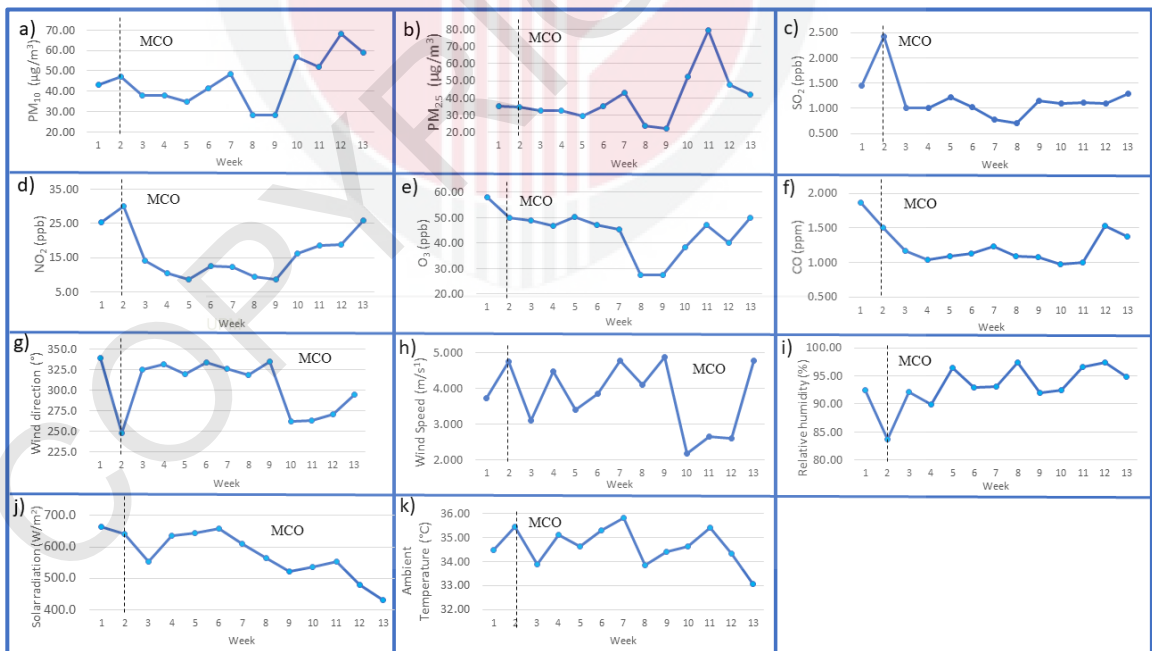 a)
PM10 (µg/m³)
70.00
60.00
50.00
40.00
30.00
20.00
MCO
1 2 3 4 5 6 7 8 9 10 11 12 13
Week
b)
PM2.5 (µg/m³)
80.00
70.00
60.00
50.00
40.00
30.00
20.00
MCO
1 2 3 4 5 6 7 8 9 10 11 12 13
Week
c)
SO2 (ppb)
2.500
2.000
1.500
1.000
0.500
MCO
1 2 3 4 5 6 7 8 9 10 11 12 13
Week
d)
NO2 (ppb)
35.00
25.00
15.00
5.00
MCO
1 2 3 4 5 6 7 8 9 10 11 12 13
Week
e)
O3 (ppb)
60.00
50.00
40.00
30.00
20.00
MCO
1 2 3 4 5 6 7 8 9 10 11 12 13
Week
f)
CO (ppm)
2.000
1.500
1.000
0.500
MCO
1 2 3 4 5 6 7 8 9 10 11 12 13
Week
g)
Wind direction (°)
350.0
325.0
300.0
275.0
250.0
225.0
MCO
1 2 3 4 5 6 7 8 9 10 11 12 13
Week
h)
Wind Speed (m/s⁻¹)
5.000
4.000
3.000
2.000
MCO
1 2 3 4 5 6 7 8 9 10 11 12 13
Week
i)
Relative humidity (%)
100.00
95.00
90.00
85.00
80.00
MCO
1 2 3 4 5 6 7 8 9 10 11 12 13
Week
j)
Solar radiation (W/m²)
700.0
600.0
500.0
400.0
MCO
1 2 3 4 5 6 7 8 9 10 11 12 13
Week
k)
Ambient
Temperature (°C)
36.00
35.00
34.00
33.00
32.00
MCO
1 2 3 4 5 6 7 8 9 10 11 12 13
Week
COPYRIG